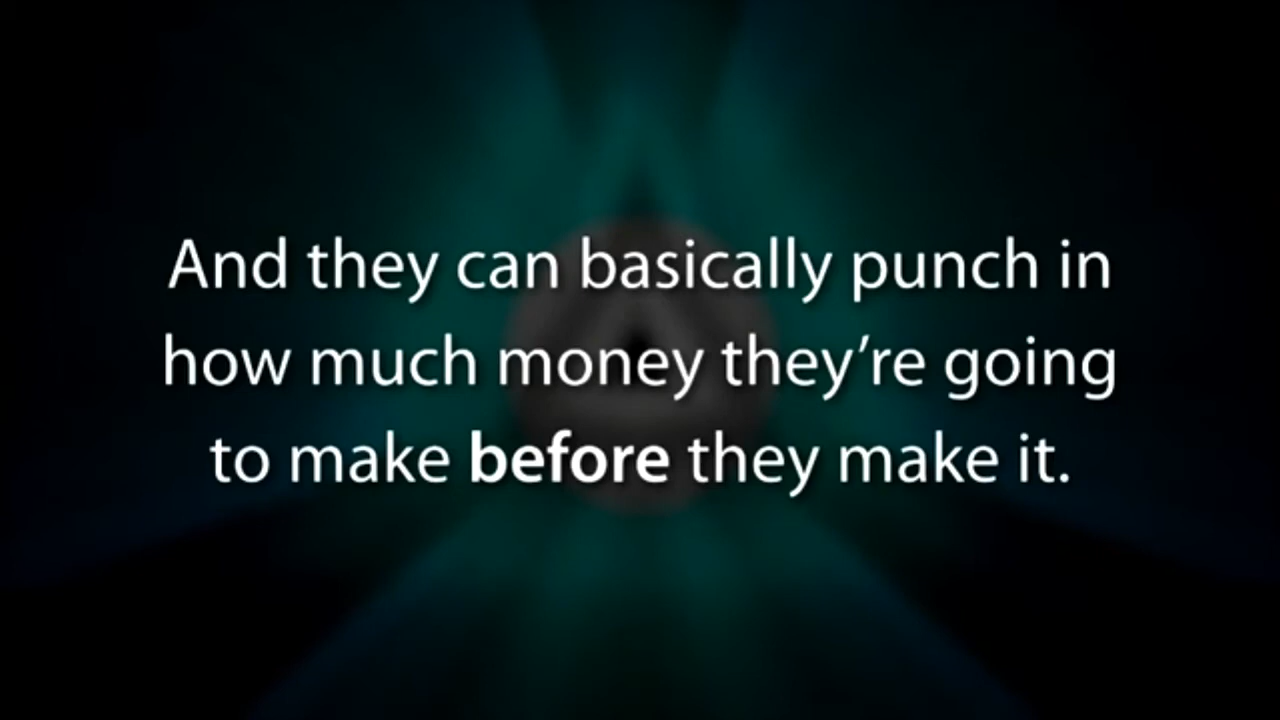 And they can basically punch in
how much money they’re going
to make before they make it.